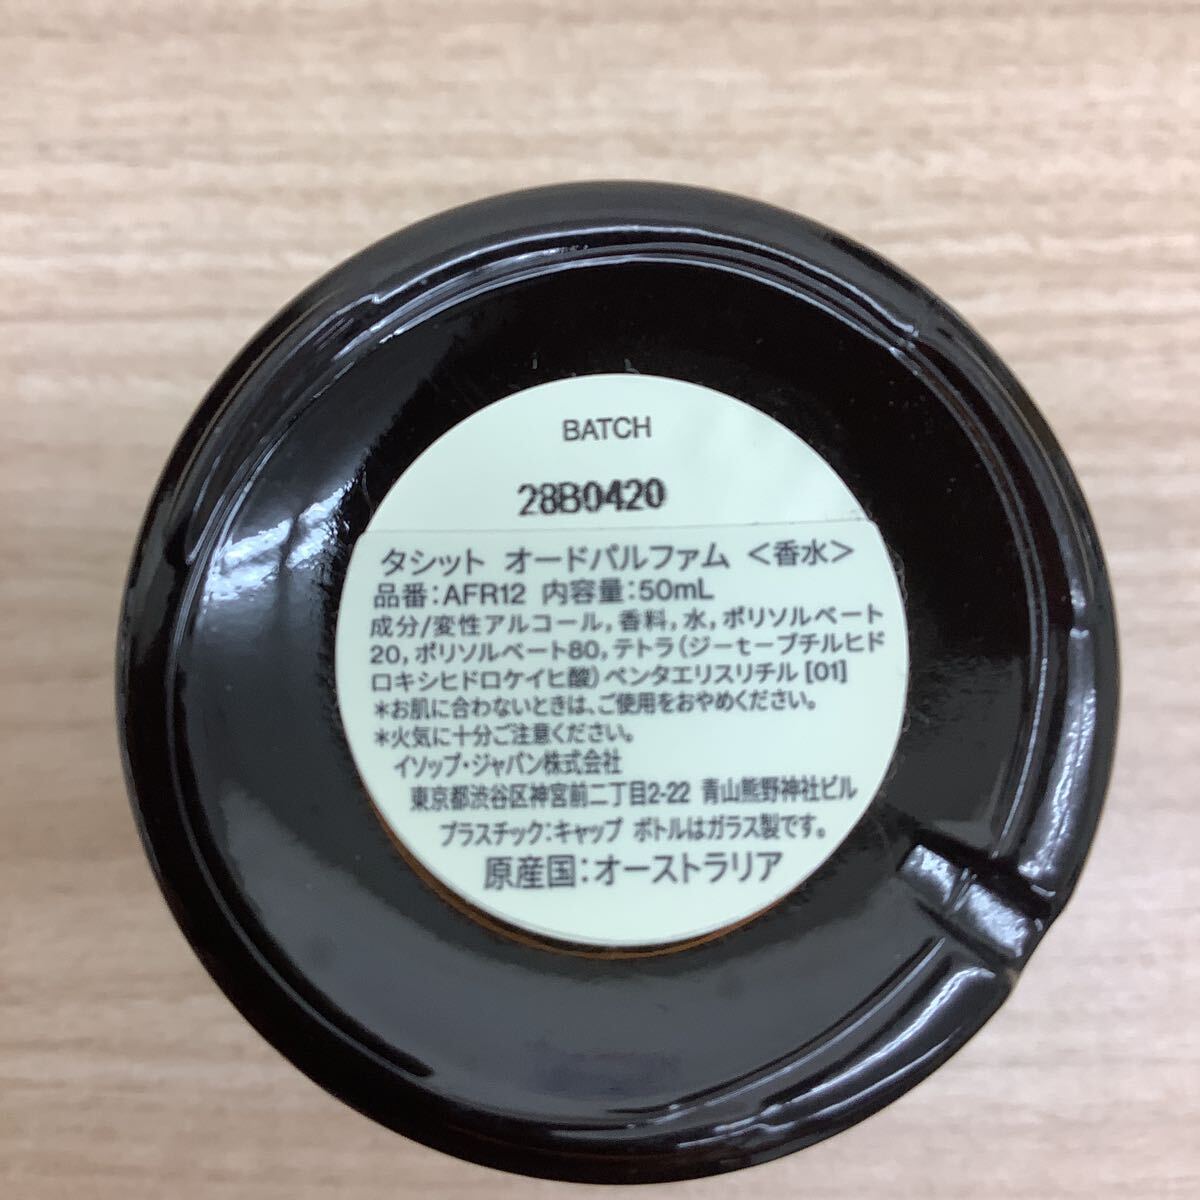 BATCH
28B0420
タシット オードパルファム <香水>
品番:AFR12 内容量:50mL
成分/変性アルコール,香料,水,ポリソルベート
20,ポリソルベート80,テトラ(ジーt-ブチルヒド
ロキシヒドロケイヒ酸)ペンタエリスリチル[01]
*お肌に合わないときは、ご使用をおやめください。
*火気に十分ご注意ください。
イソップ・ジャパン株式会社
東京都渋谷区神宮前二丁目2-22 青山熊野神社ビル
プラスチック:キャップ ボトルはガラス製です。
原産国:オーストラリア